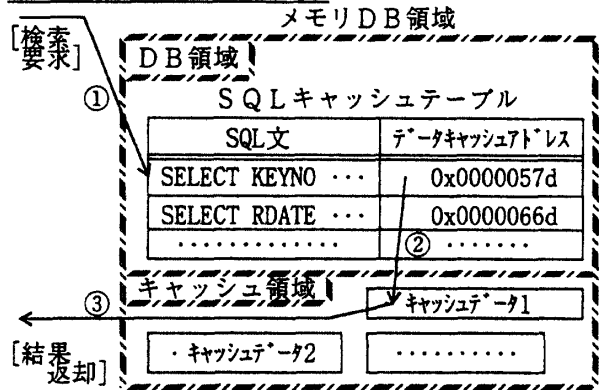 メモリDB領域
[検索
要求]
DB領域
①
SQLキャッシュテーブル
SQL文 データキャッシュアドレス
SELECT KEYNO ・・・ 0x0000057d
SELECT RDATE ・・・ 0x0000066d
・・・・・・・・・・・・・ ② ・・・・・・・
キャッシュ領域
③ キャッシュデータ1
[結果
返却]
・キャッシュデータ2 ・・・・・・・・・・